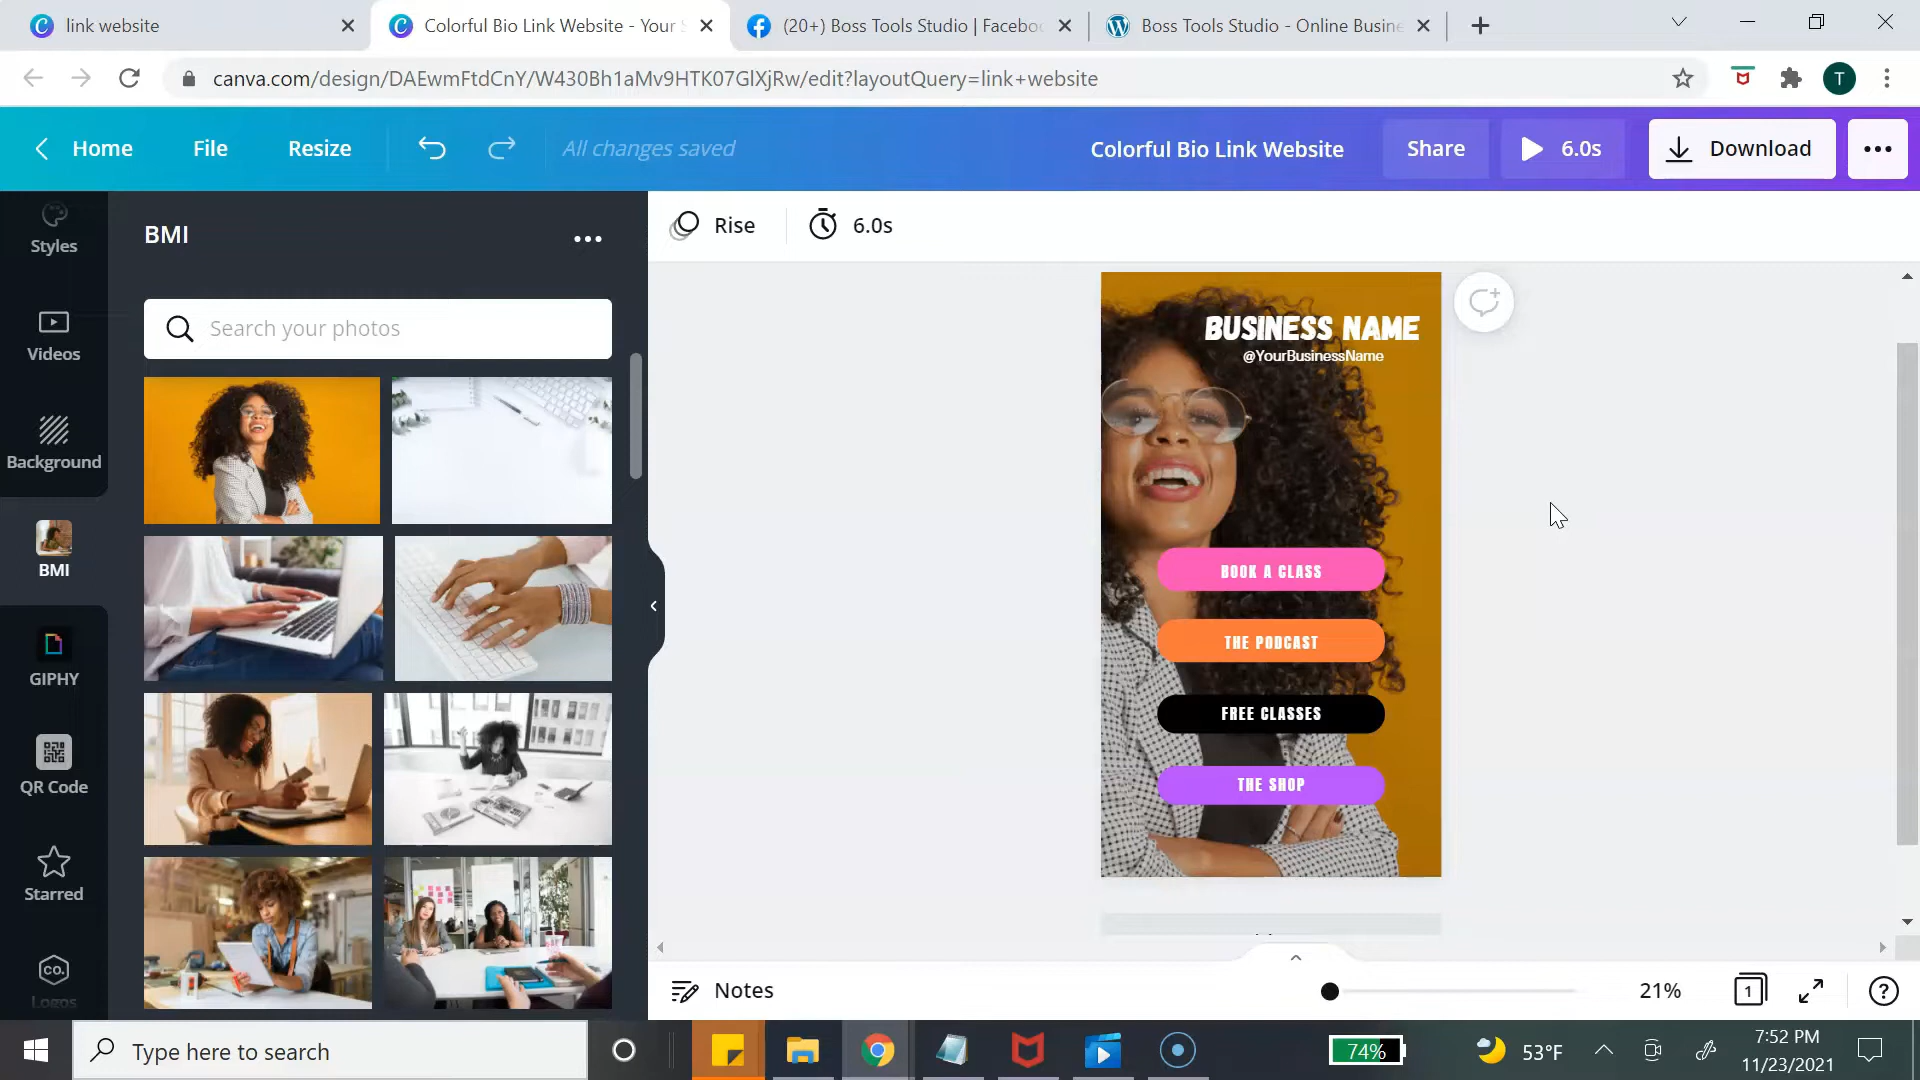 link website
Colorful Bio Link Website - Your S
(20+) Boss Tools Studio | Faceboo
Boss Tools Studio - Online Busine
canva.com/design/DAEwmFtdCnY/W430Bh1aMv9HTK07GlXjRw/edit?layoutQuery=link+website
T
Home
File
Resize
All changes saved
Colorful Bio Link Website
Share
6.0s
Download
Styles
Videos
Background
BMI
GIPHY
QR Code
Starred
CO.
Logos
BMI
Search your photos
Rise
6.0s
BUSINESS NAME
@YourBusinessName
BOOK A CLASS
THE PODCAST
FREE CLASSES
THE SHOP
Notes
21%
1
?
Type here to search
74%
53°F
7:52 PM
11/23/2021